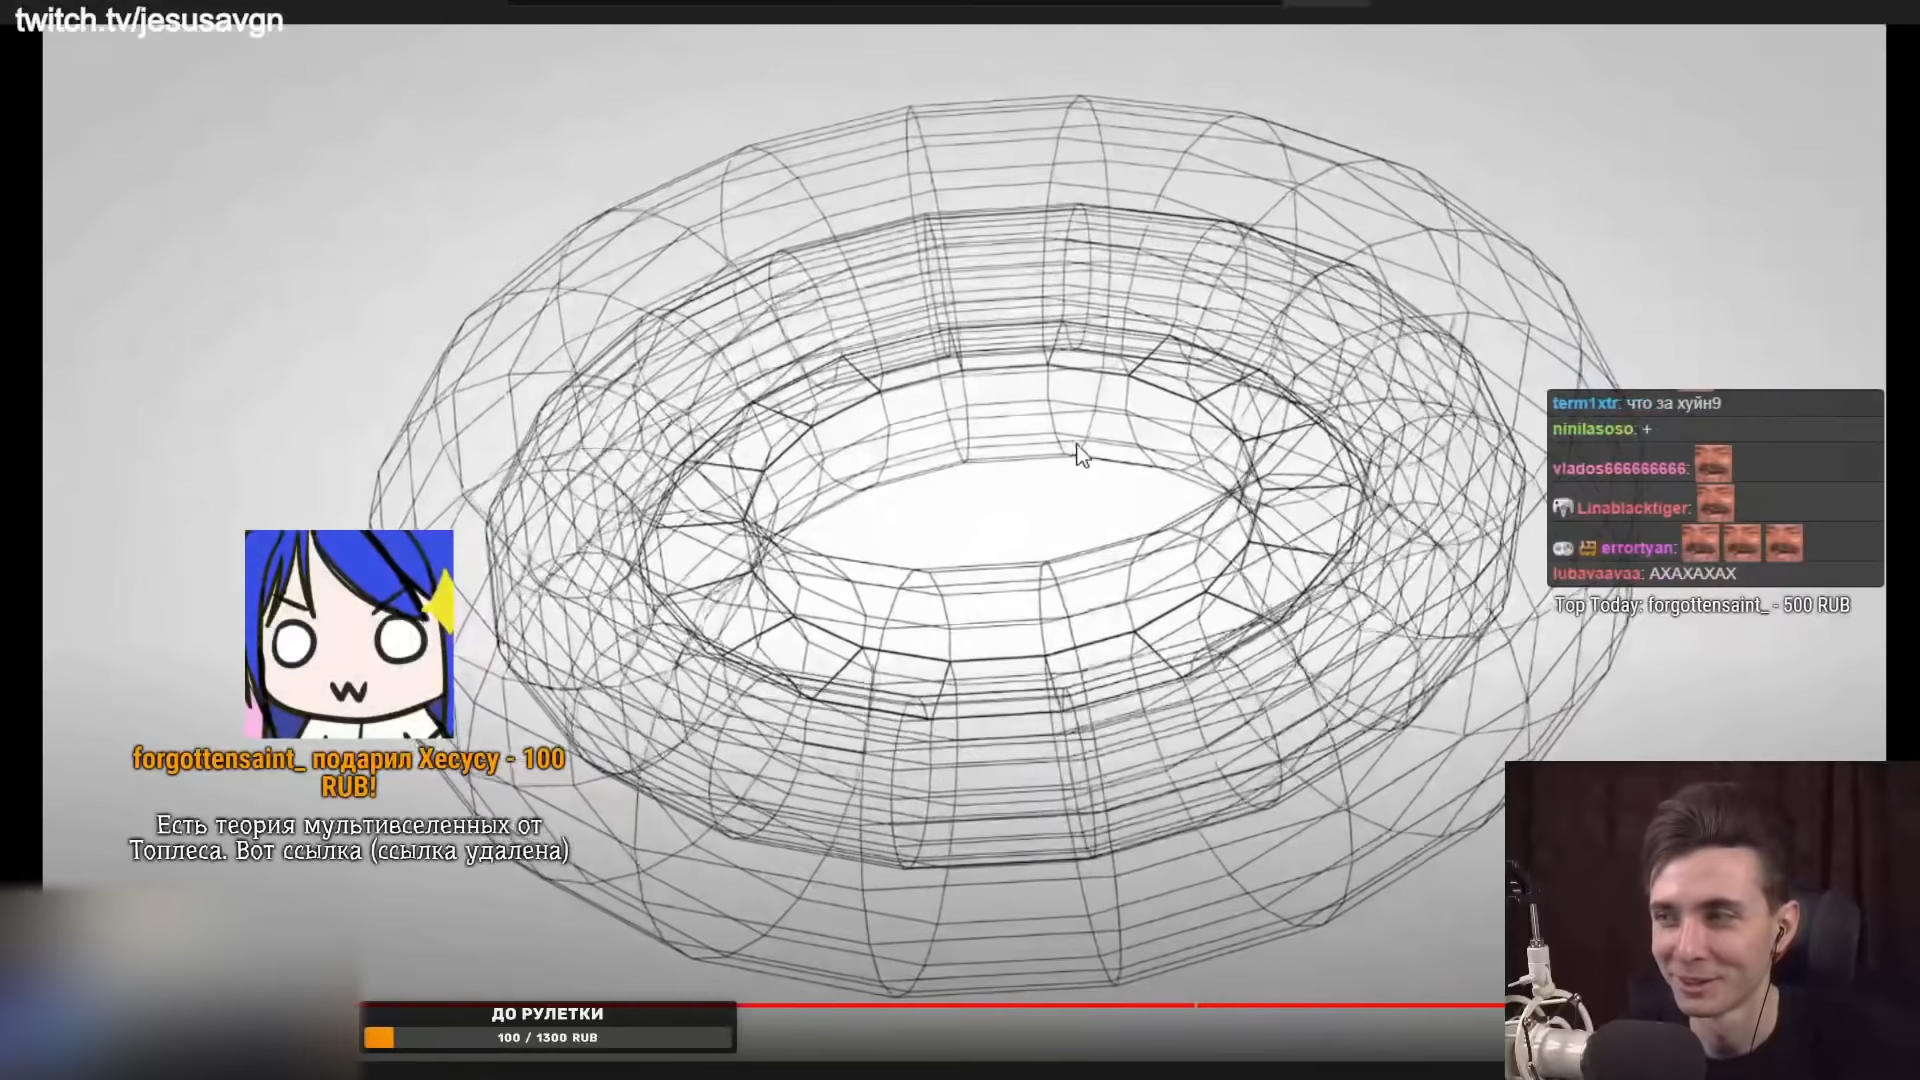 twitch.tv/jesusavgn
term1xtr: что за хуйн9
ninilasoso: +
vlados666666666:
Linablacktiger:
errortyan:
lubavaavaa: АХАХАХАХ
Top Today: forgottensaint_ - 500 RUB
forgottensaint_ подарил Хесусу - 100
RUB!
Есть теория мультивселенных от
Топлеса. Вот ссылка (ссылка удалена)
ДО РУЛЕТКИ
100 / 1300 RUB